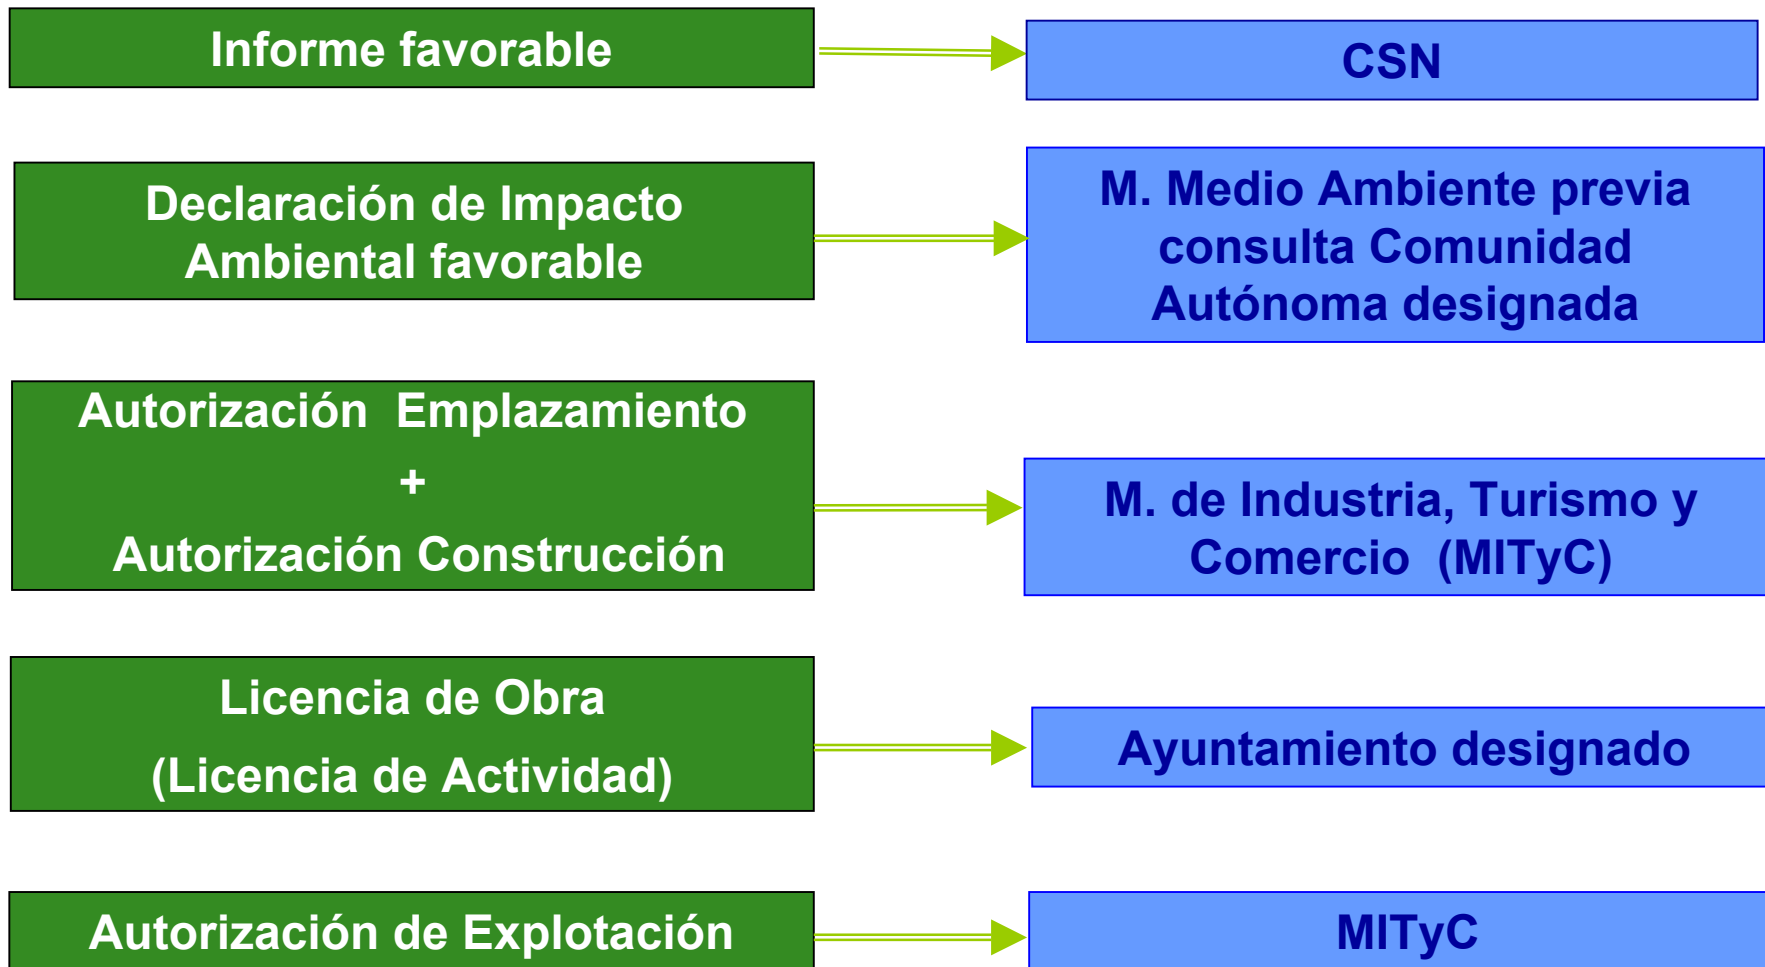 Informe favorable
CSN
Declaración de Impacto
Ambiental favorable
M. Medio Ambiente previa
consulta Comunidad
Autónoma designada
Autorización Emplazamiento
+
Autorización Construcción
M. de Industria, Turismo y
Comercio (MITyC)
Licencia de Obra
(Licencia de Actividad)
Ayuntamiento designado
Autorización de Explotación
MITyC